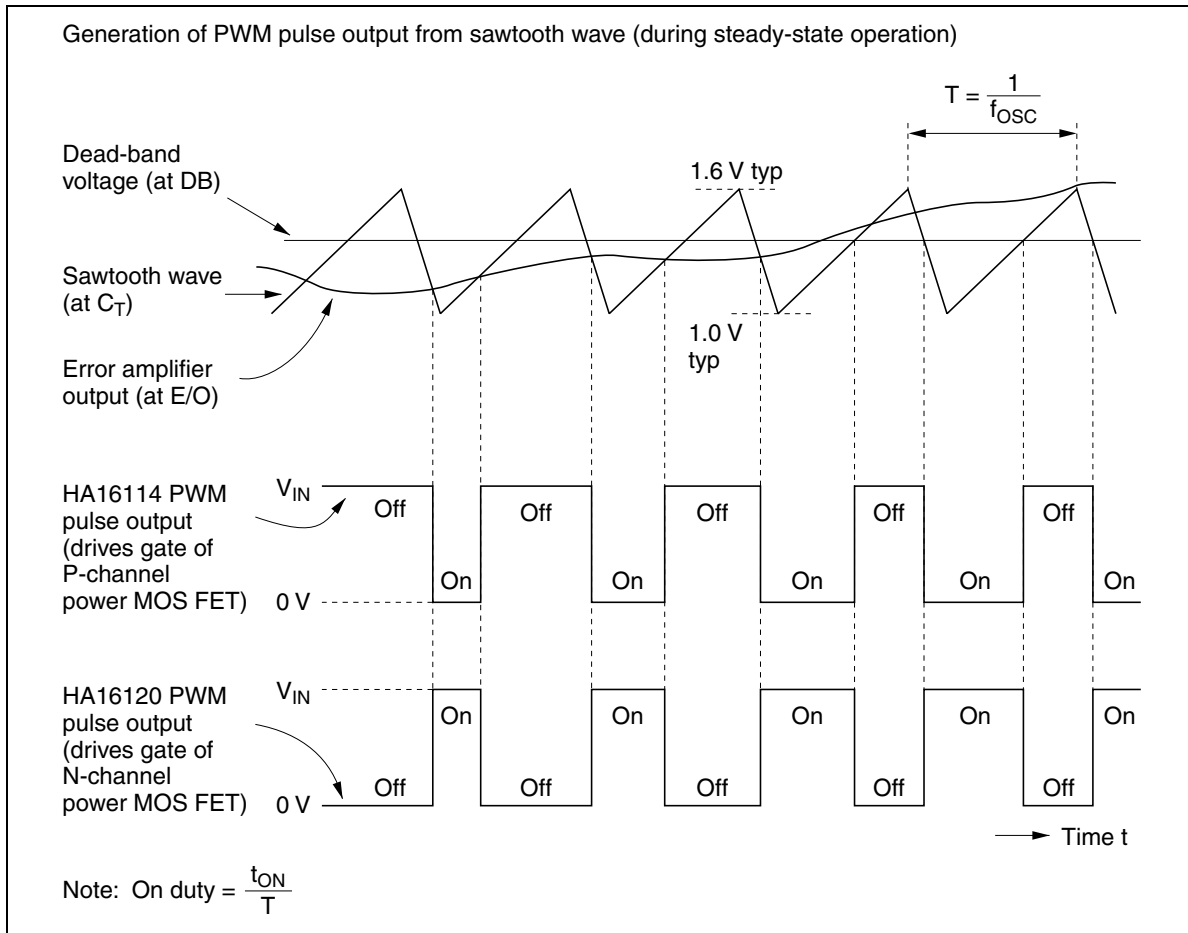 Generation of PWM pulse output from sawtooth wave (during steady-state operation)
T = 1/fOSC
Dead-band
voltage (at DB)
1.6 V typ
Sawtooth wave
(at CT)
1.0 V
typ
Error amplifier
output (at E/O)
HA16114 PWM
pulse output
(drives gate of
P-channel
power MOS FET)
VIN
0 V
Off On Off On Off On Off On Off On
HA16120 PWM
pulse output
(drives gate of
N-channel
power MOS FET)
VIN
0 V
Off On Off On Off On Off On Off On
Time t
Note: On duty = tON/T